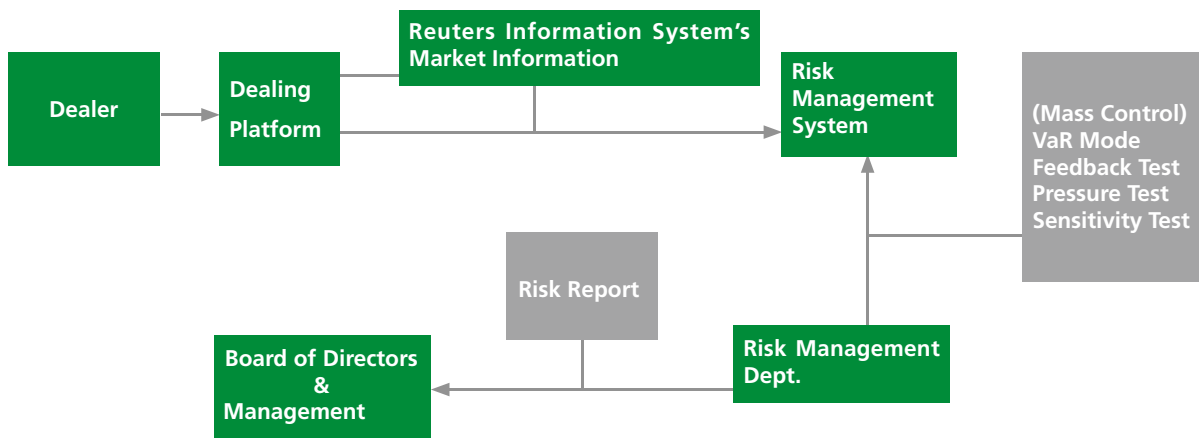 Dealer
Dealing
Platform
Reuters Information System's
Market Information
Risk
Management
System
(Mass Control)
VaR Mode
Feedback Test
Pressure Test
Sensitivity Test
Risk Report
Board of Directors
&
Management
Risk Management
Dept.